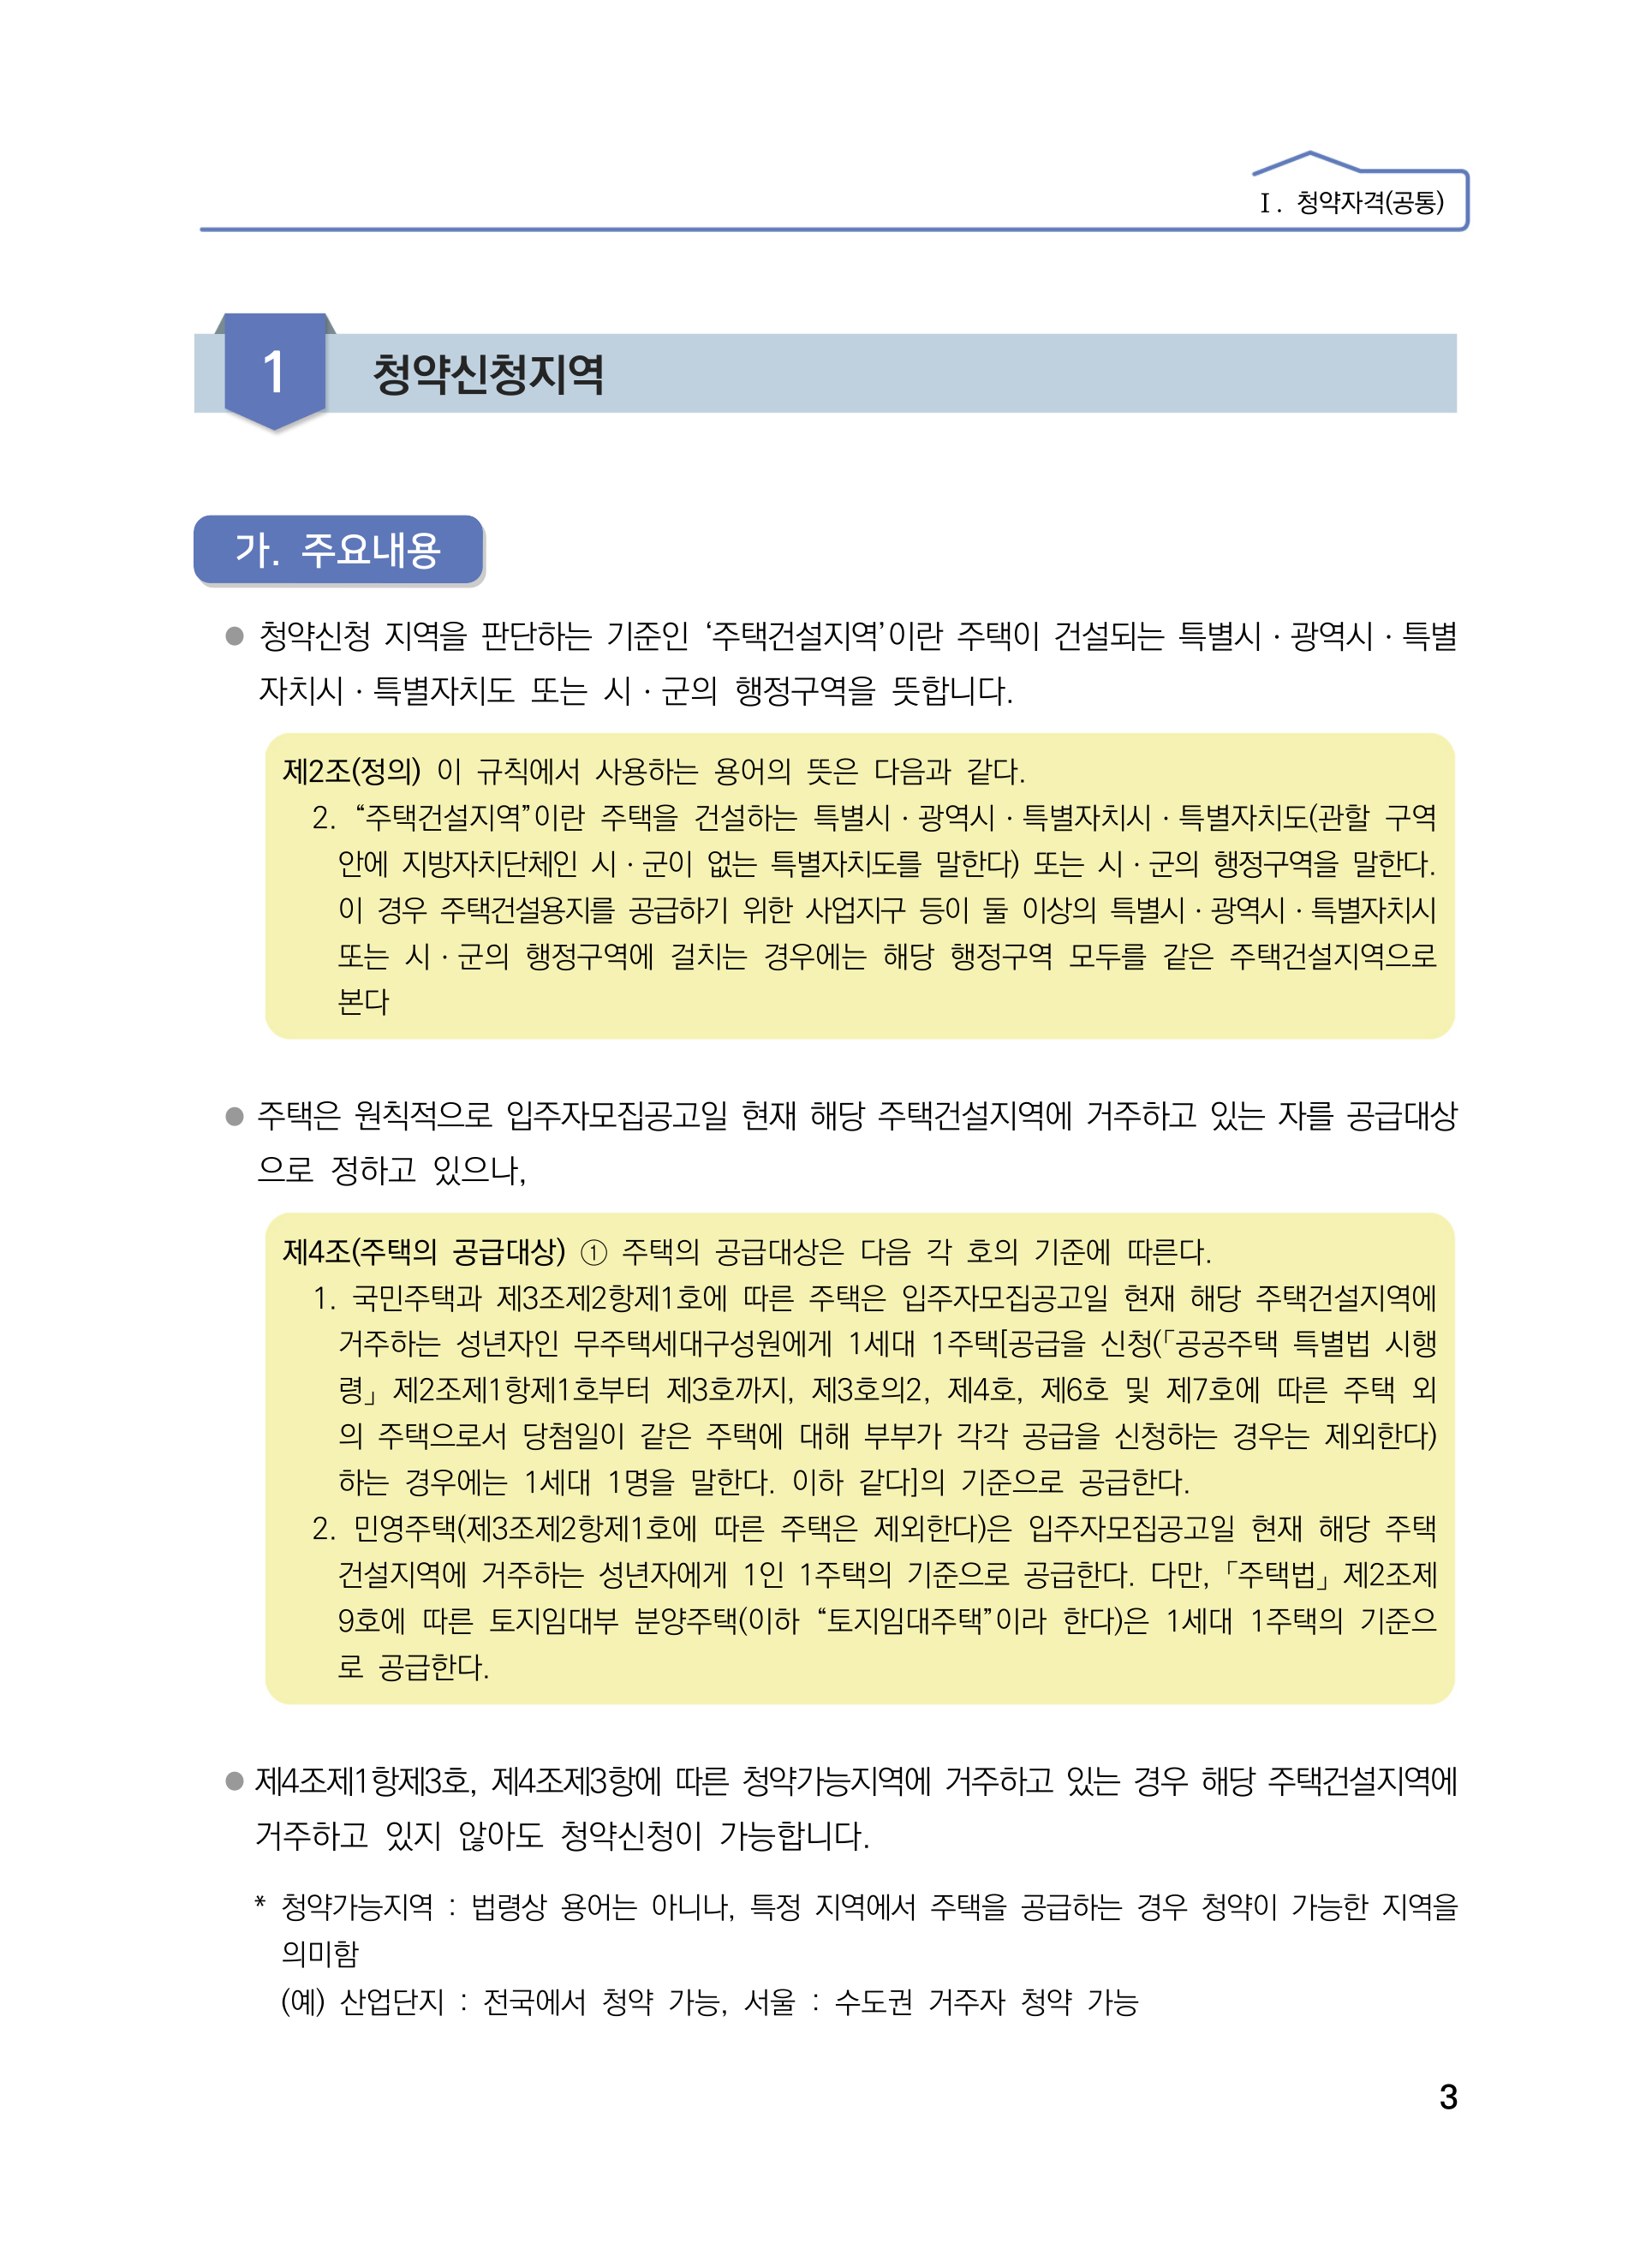 Ⅰ. 청약자격(공통)
1 청약신청지역
가. 주요내용
● 청약신청 지역을 판단하는 기준인 ‘주택건설지역’이란 주택이 건설되는 특별시 · 광역시 · 특별
자치시 · 특별자치도 또는 시 · 군의 행정구역을 뜻합니다.
제2조(정의) 이 규칙에서 사용하는 용어의 뜻은 다음과 같다.
2. “주택건설지역”이란 주택을 건설하는 특별시 · 광역시 · 특별자치시 · 특별자치도(관할 구역
안에 지방자치단체인 시 · 군이 없는 특별자치도를 말한다) 또는 시 · 군의 행정구역을 말한다.
이 경우 주택건설용지를 공급하기 위한 사업지구 등이 둘 이상의 특별시 · 광역시 · 특별자치시
또는 시 · 군의 행정구역에 걸치는 경우에는 해당 행정구역 모두를 같은 주택건설지역으로
본다
● 주택은 원칙적으로 입주자모집공고일 현재 해당 주택건설지역에 거주하고 있는 자를 공급대상
으로 정하고 있으나,
제4조(주택의 공급대상) ① 주택의 공급대상은 다음 각 호의 기준에 따른다.
1. 국민주택과 제3조제2항제1호에 따른 주택은 입주자모집공고일 현재 해당 주택건설지역에
거주하는 성년자인 무주택세대구성원에게 1세대 1주택[공급을 신청(「공공주택 특별법 시행
령」 제2조제1항제1호부터 제3호까지, 제3호의2, 제4호, 제6호 및 제7호에 따른 주택 외
의 주택으로서 당첨일이 같은 주택에 대해 부부가 각각 공급을 신청하는 경우는 제외한다)
하는 경우에는 1세대 1명을 말한다. 이하 같다]의 기준으로 공급한다.
2. 민영주택(제3조제2항제1호에 따른 주택은 제외한다)은 입주자모집공고일 현재 해당 주택
건설지역에 거주하는 성년자에게 1인 1주택의 기준으로 공급한다. 다만, 「주택법」 제2조제
9호에 따른 토지임대부 분양주택(이하 “토지임대주택”이라 한다)은 1세대 1주택의 기준으
로 공급한다.
● 제4조제1항제3호, 제4조제3항에 따른 청약가능지역에 거주하고 있는 경우 해당 주택건설지역에
거주하고 있지 않아도 청약신청이 가능합니다.
* 청약가능지역 : 법령상 용어는 아니나, 특정 지역에서 주택을 공급하는 경우 청약이 가능한 지역을
의미함
(예) 산업단지 : 전국에서 청약 가능, 서울 : 수도권 거주자 청약 가능
3